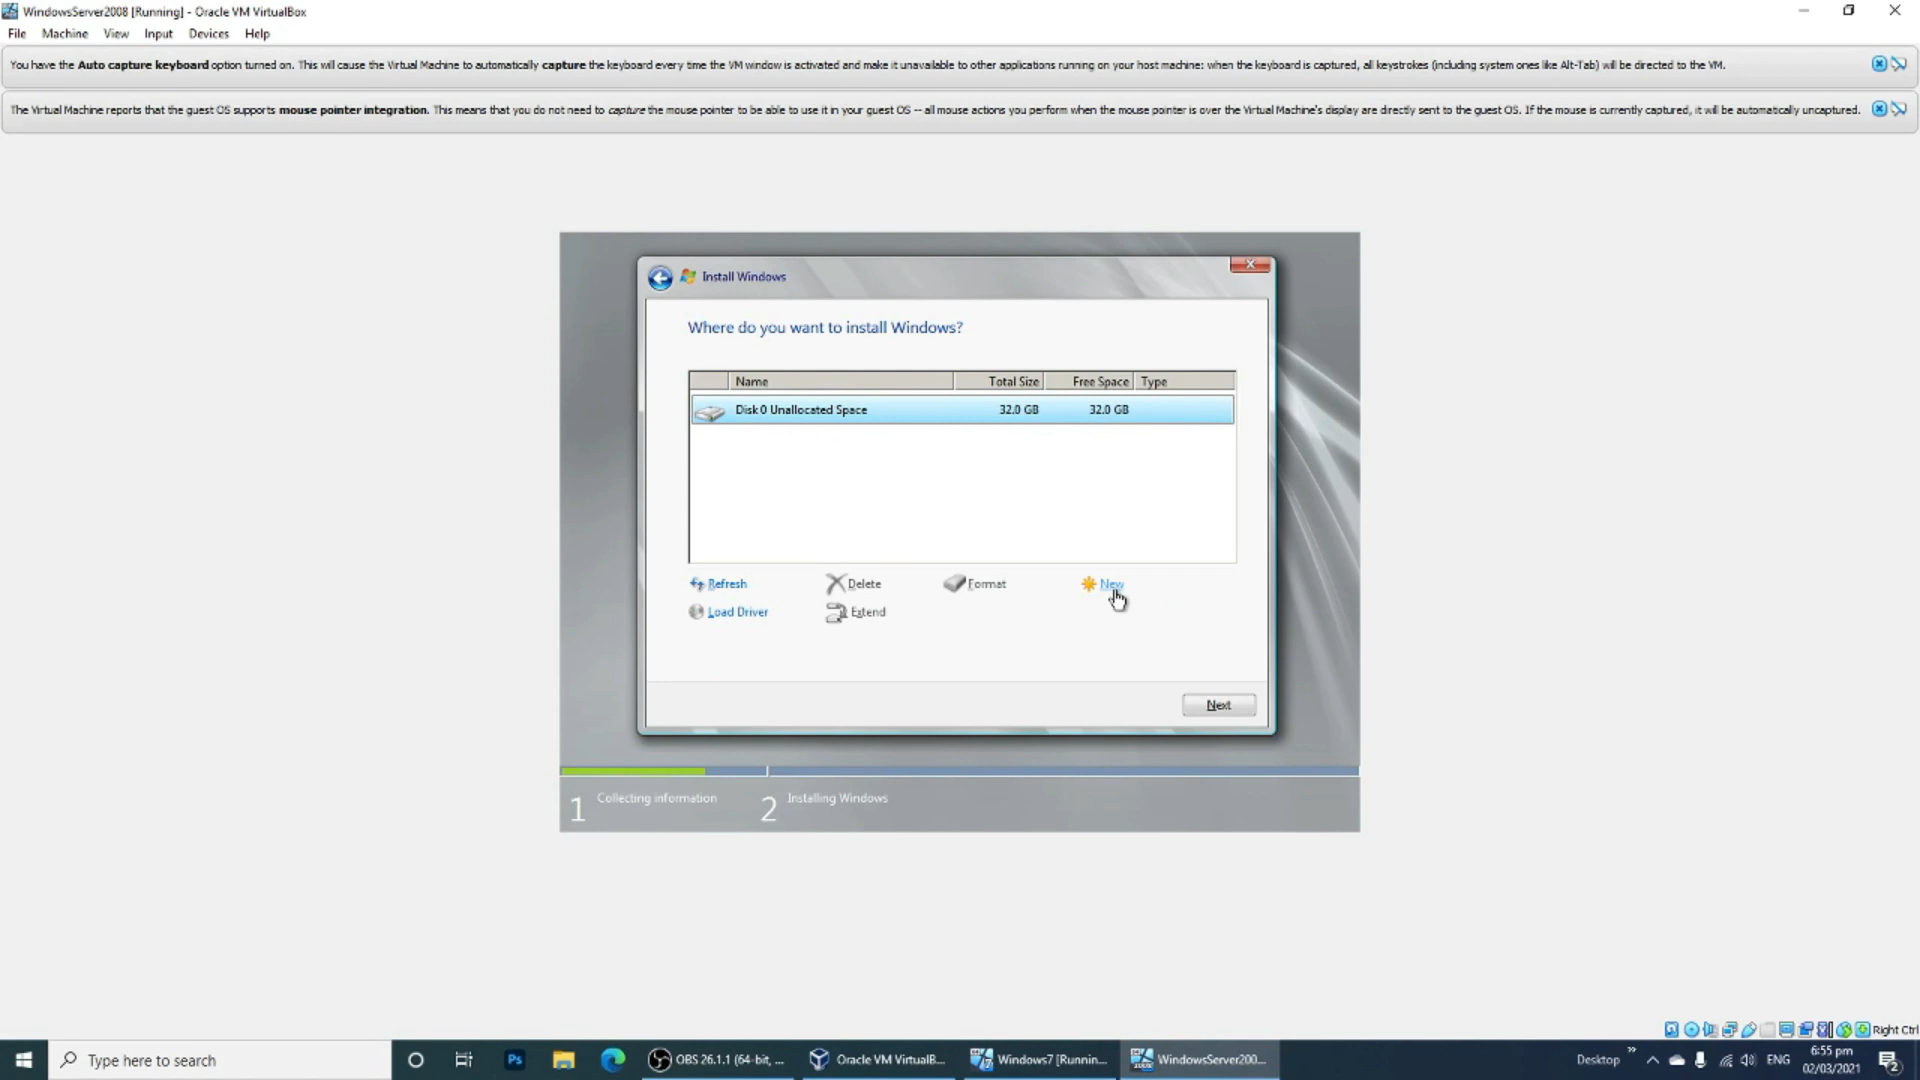 WindowsServer2008 [Running] - Oracle VM VirtualBox
File Machine View Input Devices Help
You have the Auto capture keyboard option turned on. This will cause the Virtual Machine to automatically capture the keyboard every time the VM window is activated and make it unavailable to other applications running on your host machine: when the keyboard is captured, all keystrokes (including system ones like Alt-Tab) will be directed to the VM.
The Virtual Machine reports that the guest OS supports mouse pointer integration. This means that you do not need to capture the mouse pointer to be able to use it in your guest OS -- all mouse actions you perform when the mouse pointer is over the Virtual Machine's display are directly sent to the guest OS. If the mouse is currently captured, it will be automatically uncaptured.
Install Windows
Where do you want to install Windows?
Name Total Size Free Space Type
Disk 0 Unallocated Space 32.0 GB 32.0 GB
Refresh Delete Format New
Load Driver Extend
Next
1 Collecting information 2 Installing Windows
Right Ctrl
Type here to search Ps OBS 26.1.1 (64-bit, ... Oracle VM VirtualB... Windows7 [Runnin... WindowsServer200... Desktop » ENG 6:55 pm
02/03/2021 2